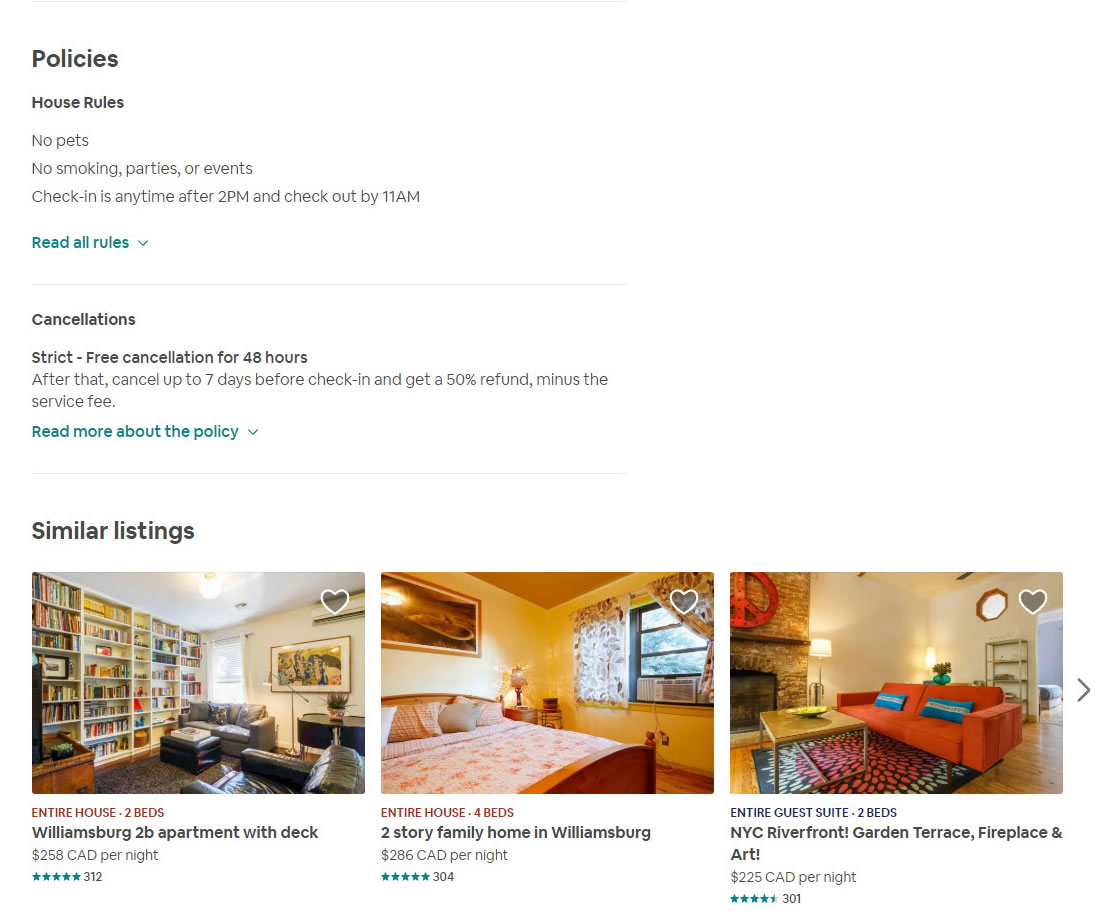 Policies
House Rules
No pets
No smoking, parties, or events
Check-in is anytime after 2PM and check out by 11AM
Read all rules
Cancellations
Strict - Free cancellation for 48 hours
After that, cancel up to 7 days before check-in and get a 50% refund, minus the
service fee.
Read more about the policy
Similar listings
ENTIRE HOUSE · 2 BEDS
Williamsburg 2b apartment with deck
$258 CAD per night
312
ENTIRE HOUSE · 4 BEDS
2 story family home in Williamsburg
$286 CAD per night
304
ENTIRE GUEST SUITE · 2 BEDS
NYC Riverfront! Garden Terrace, Fireplace &
Art!
$225 CAD per night
301